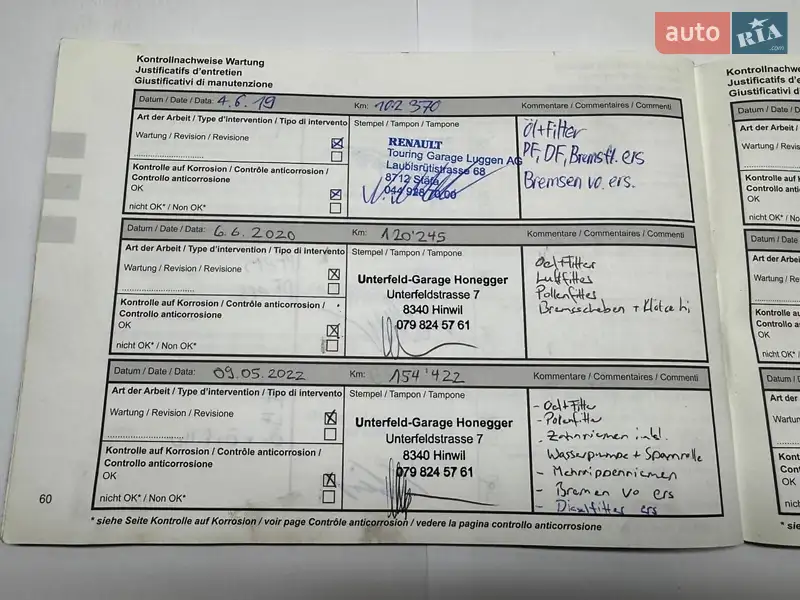 auto RIA .com
Kontrollnachweise Wartung
Justificatifs d'entretien
Giustificativi di manutenzione
Datum / Date / Data: 4.6.19 Km: 102 370 Kommentare / Commentaires / Commenti
Art der Arbeit / Type d'intervention / Tipo di intervento
Wartung / Revision / Revisione
Kontrolle auf Korrosion / Contrôle anticorrosion /
Controllo anticorrosione
OK
nicht OK* / Non OK*
Stempel / Tampon / Tampone
RENAULT
Touring Garage Luggen AG
Laubisrütistrasse 68
8712 Stäfa
Öl+Filter
PF, DF, Bremsfl. ers
Bremsen vo. ers.
Datum / Date / Data: 6.6.2020 Km: 120'245 Kommentare / Commentaires / Commenti
Art der Arbeit / Type d'intervention / Tipo di intervento
Wartung / Revision / Revisione
Kontrolle auf Korrosion / Contrôle anticorrosion /
Controllo anticorrosione
OK
nicht OK* / Non OK*
Stempel / Tampon / Tampone
Unterfeld-Garage Honegger
Unterfeldstrasse 7
8340 Hinwil
079 824 57 61
Oel+Filter
Luftfilter
Pollenfilter
Bremsscheiben + Klötze hi
Datum / Date / Data: 09.05.2022 Km: 154'422 Kommentare / Commentaires / Commenti
Art der Arbeit / Type d'intervention / Tipo di intervento
Wartung / Revision / Revisione
Kontrolle auf Korrosion / Contrôle anticorrosion /
Controllo anticorrosione
OK
nicht OK* / Non OK*
Stempel / Tampon / Tampone
Unterfeld-Garage Honegger
Unterfeldstrasse 7
8340 Hinwil
079 824 57 61
- Oel+Filter
- Polenfilter
- Zahnriemen inkl.
Wasserpumpe + Spannrolle
- Mehrrippenriemen
- Bremsen vo ers
- Dieselfilter ers
60
* siehe Seite Kontrolle auf Korrosion / voir page Contrôle anticorrosion / vedere la pagina controllo anticorrosione